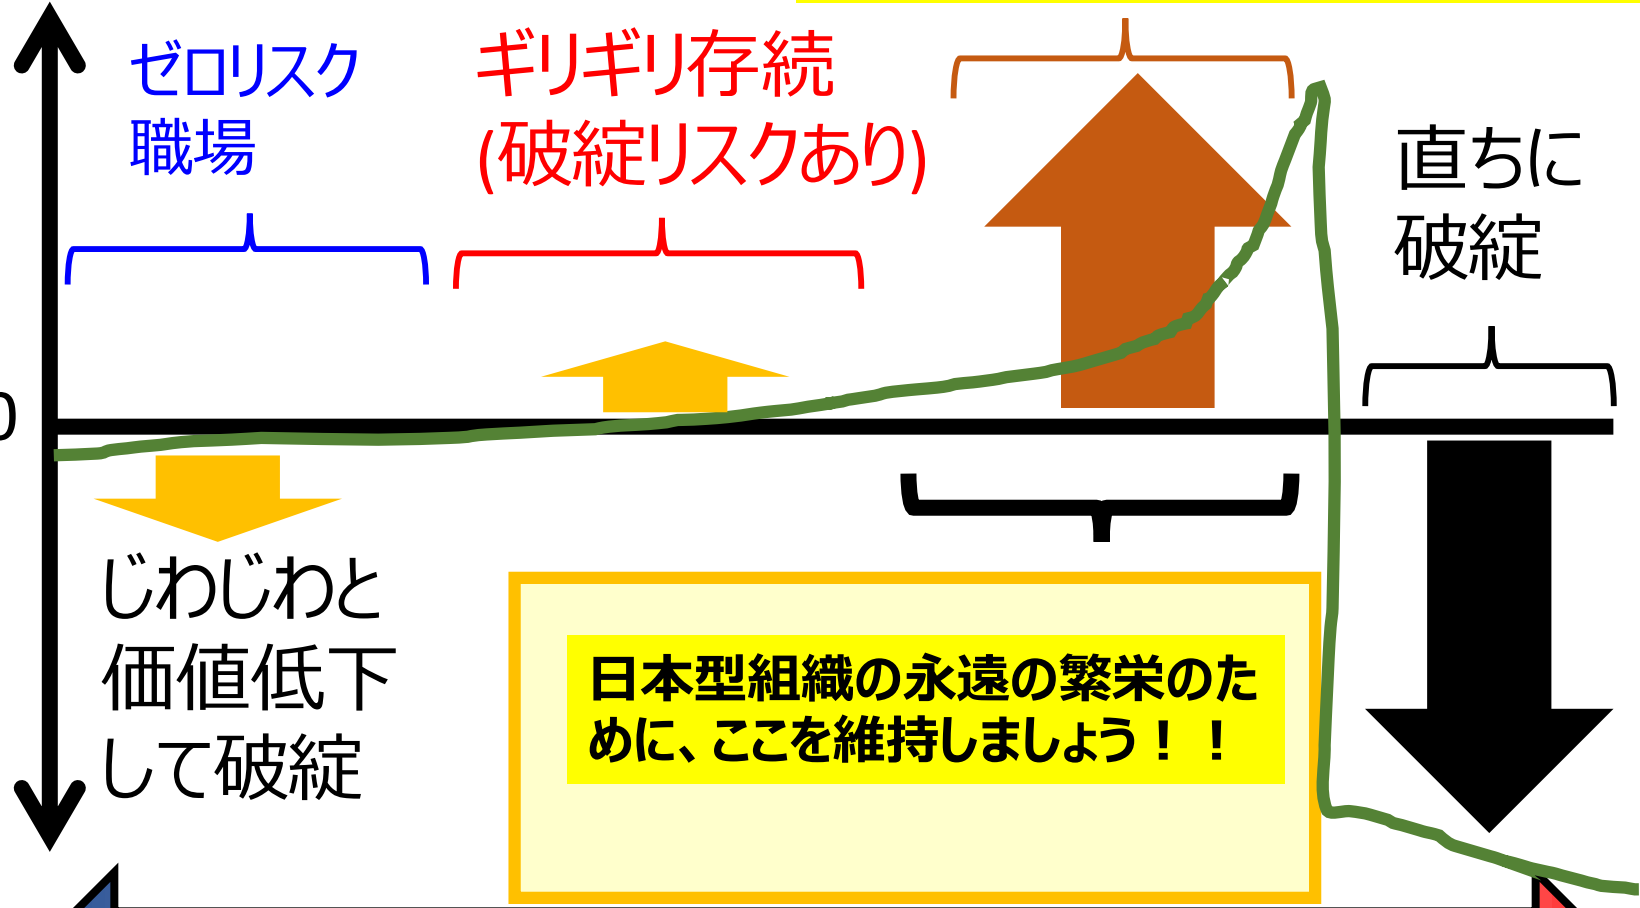 ゼロリスク
職場
ギリギリ存続
(破綻リスクあり)
直ちに
破綻
0
じわじわと
価値低下
して破綻
日本型組織の永遠の繁栄のた
めに、ここを維持しましょう！！